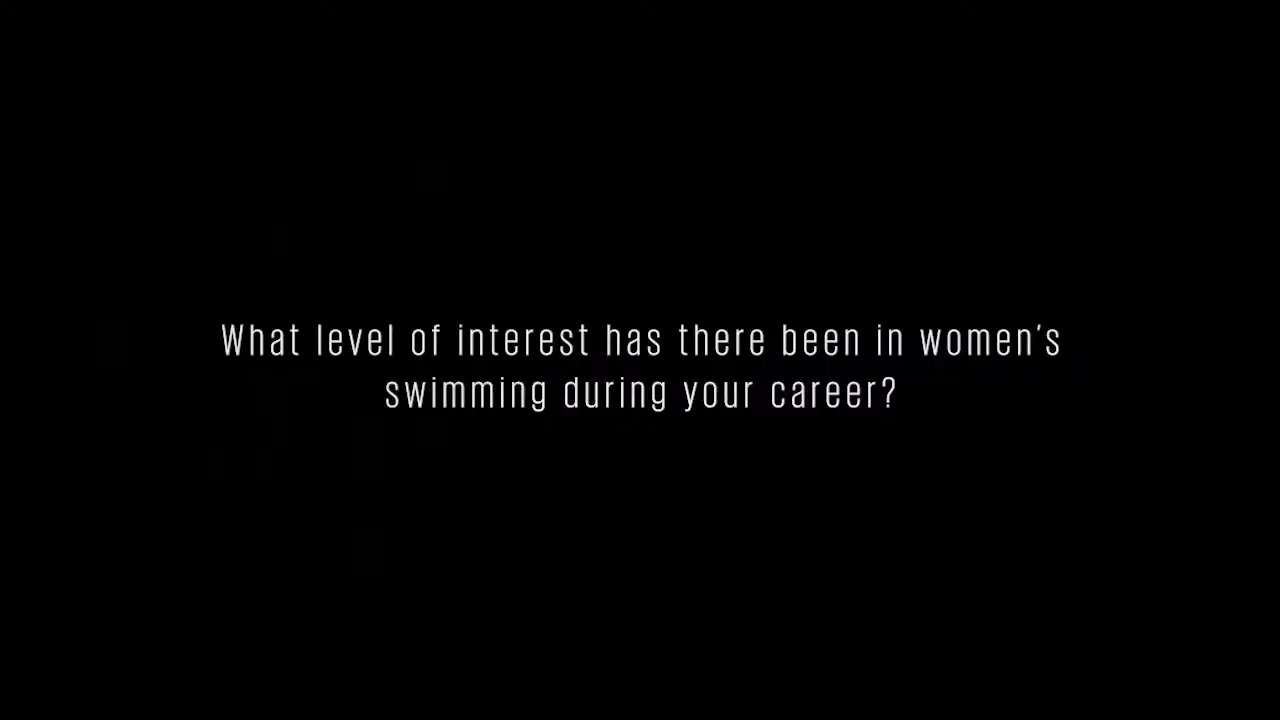 What level of interest has there been in women's
swimming during your career?